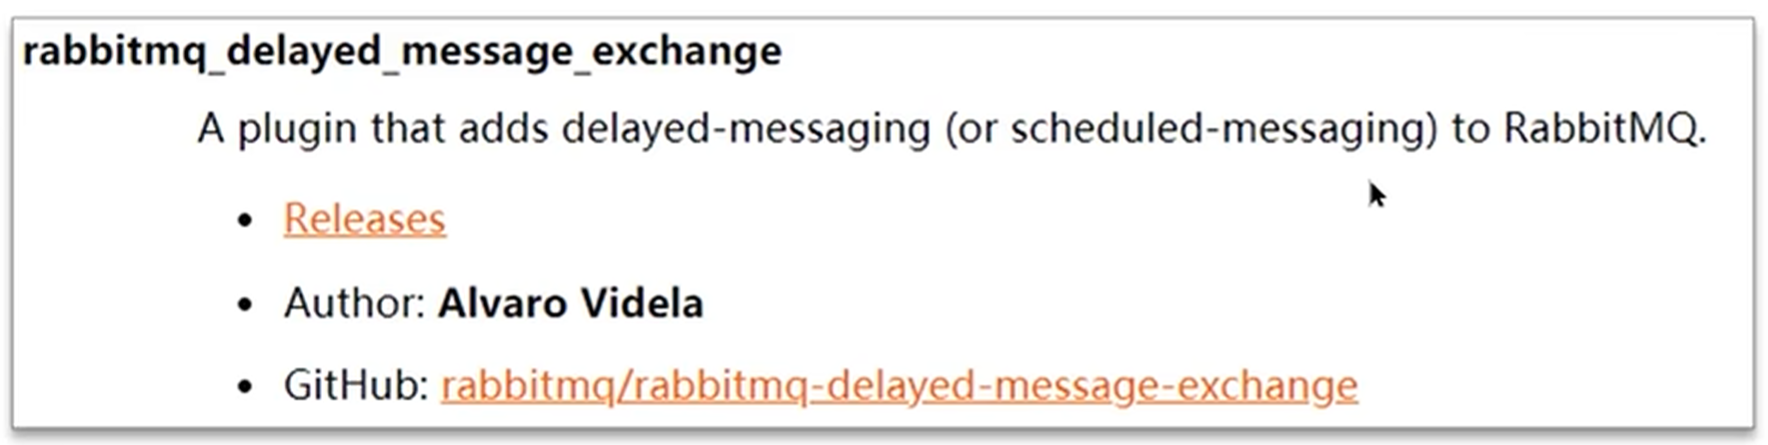 rabbitmq_delayed_message_exchange
A plugin that adds delayed-messaging (or scheduled-messaging) to RabbitMQ.
• Releases
• Author: Alvaro Videla
• GitHub: rabbitmq/rabbitmq-delayed-message-exchange